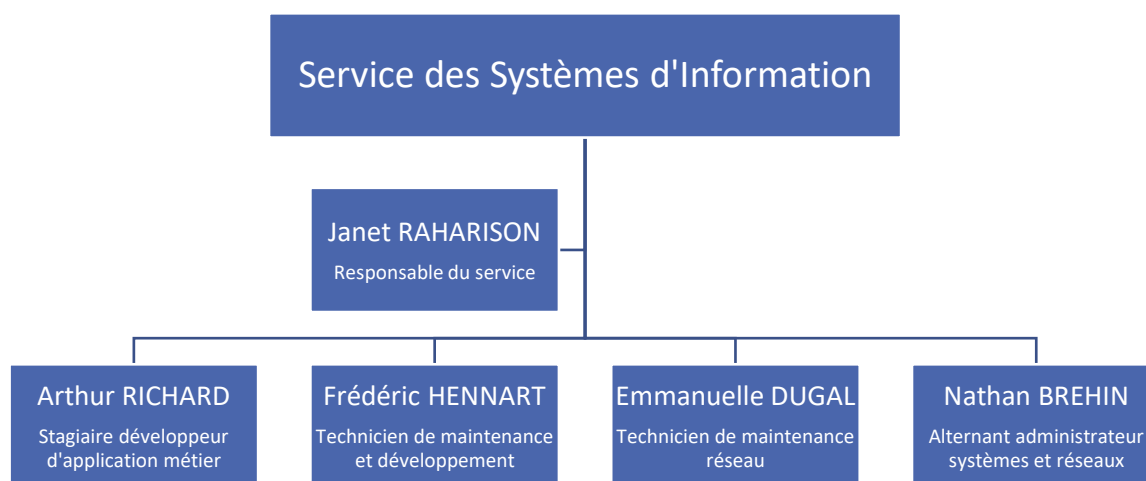 Service des Systèmes d'Information
Janet RAHARISON
Responsable du service
Arthur RICHARD
Stagiaire développeur
d'application métier
Frédéric HENNART
Technicien de maintenance
et développement
Emmanuelle DUGAL
Technicien de maintenance
réseau
Nathan BREHIN
Alternant administrateur
systèmes et réseaux